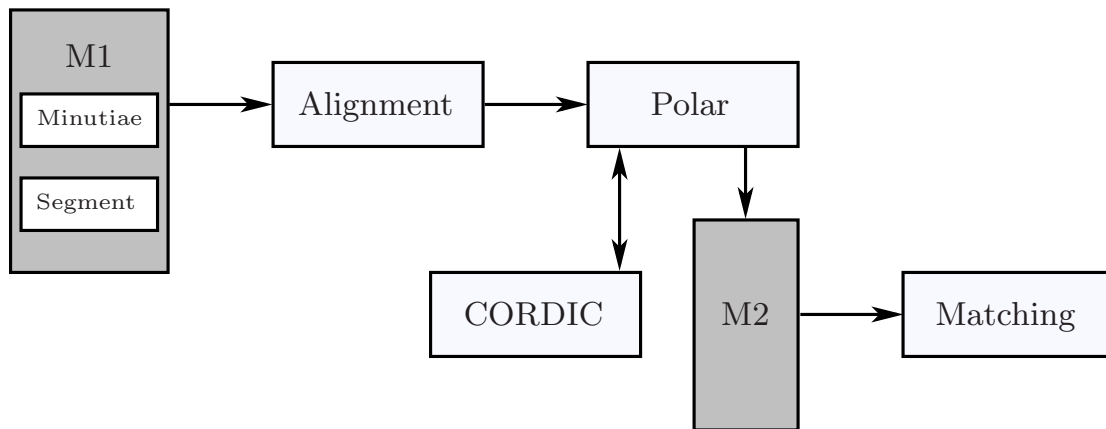 M1
Minutiae
Segment
Alignment
Polar
CORDIC
M2
Matching